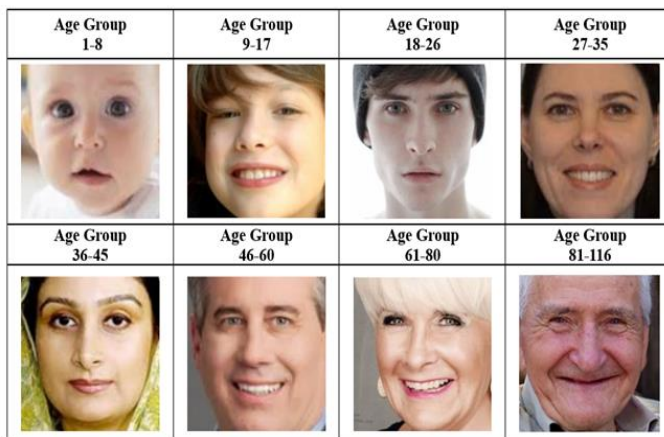 Age Group
1-8
Age Group
9-17
Age Group
18-26
Age Group
27-35
Age Group
36-45
Age Group
46-60
Age Group
61-80
Age Group
81-116